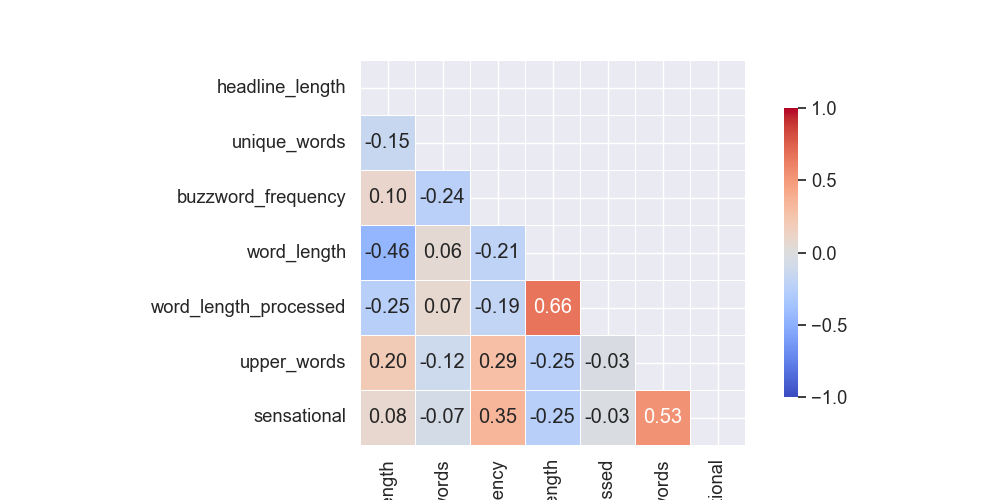 headline_length
unique_words
buzzword_frequency
word_length
word_length_processed
upper_words
sensational
-0.15
0.10 -0.24
-0.46 0.06 -0.21
-0.25 0.07 -0.19 0.66
0.20 -0.12 0.29 -0.25 -0.03
0.08 -0.07 0.35 -0.25 -0.03 0.53
1.0
0.5
0.0
−0.5
−1.0
ength
words
ency
ength
ssed
words
tional